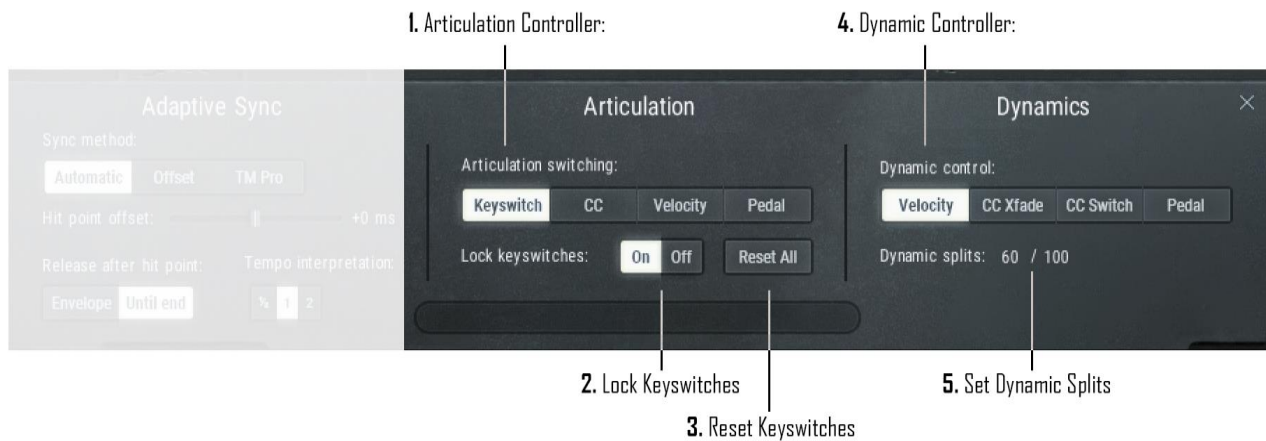 1. Articulation Controller:
4. Dynamic Controller:
Adaptive Sync
Sync method:
Automatic Offset TM Pro
Hit point offset: +0 ms
Release after hit point: Tempo interpretation:
Envelope Until end ½ 1 2
Articulation
Articulation switching:
Keyswitch CC Velocity Pedal
Lock keyswitches: On Off Reset All
Dynamics
Dynamic control:
Velocity CC Xfade CC Switch Pedal
Dynamic splits: 60 / 100
2. Lock Keyswitches
5. Set Dynamic Splits
3. Reset Keyswitches